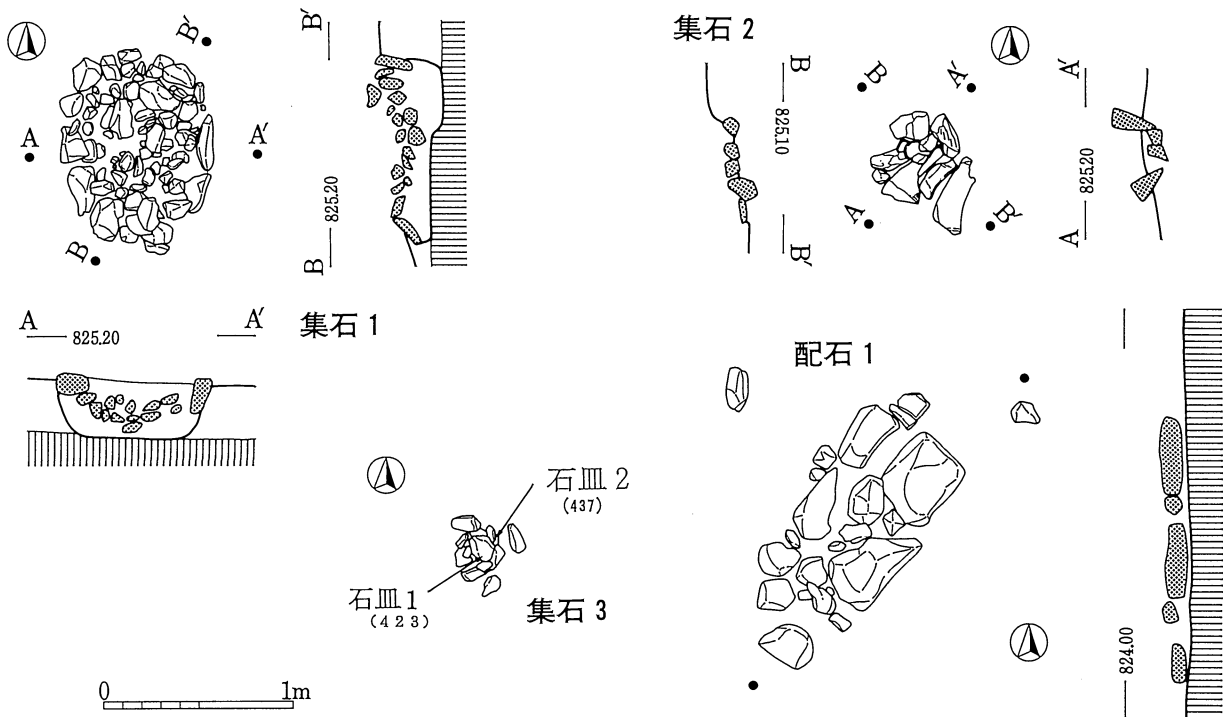 B′
A
A′
B
B′
825.20
B
A
825.20
A′
集石 1
集石 2
B
825.10
B′
B
A′
A
B′
A′
825.20
A
配石 1
824.00
石皿 2
(437)
石皿 1
(423)
集石 3
0
1m